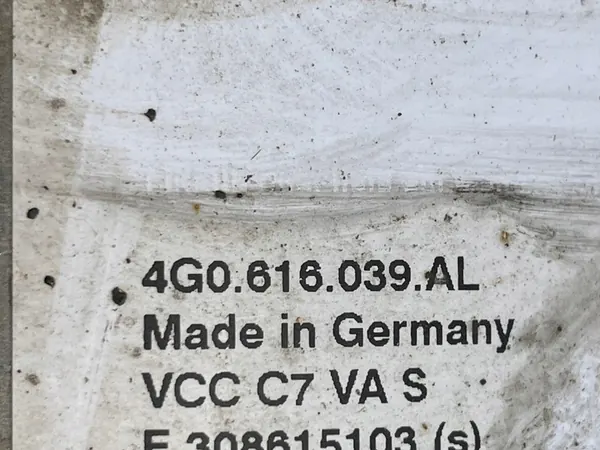 4G0.616.039.AL
Made in Germany
VCC C7 VA S
F 308615103 (s)